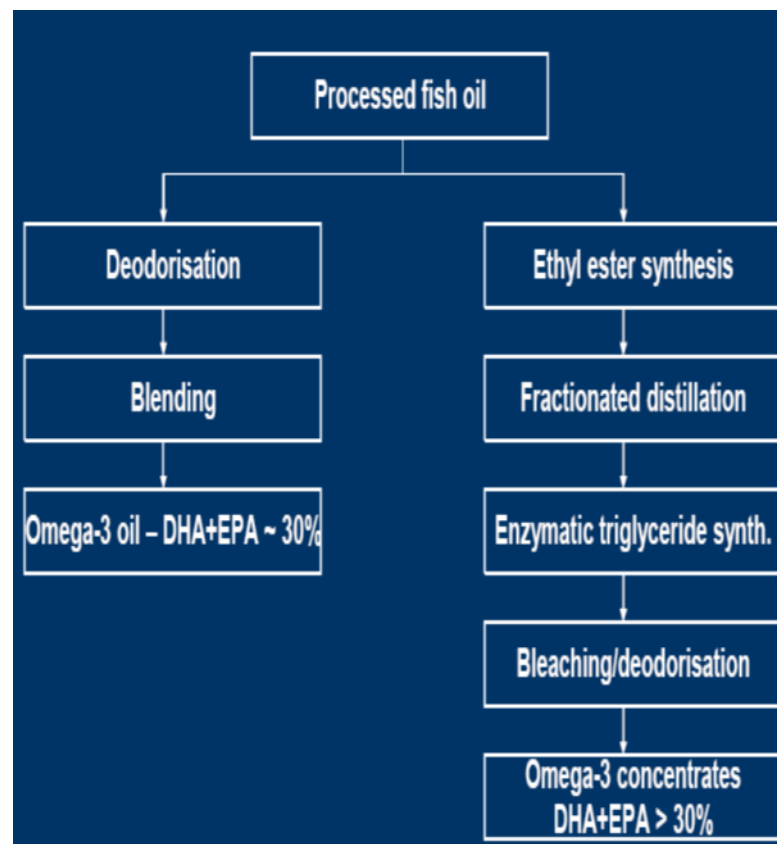 Processed fish oil
Deodorisation
Ethyl ester synthesis
Blending
Fractionated distillation
Omega-3 oil – DHA+EPA ~ 30%
Enzymatic triglyceride synth.
Bleaching/deodorisation
Omega-3 concentrates
DHA+EPA > 30%